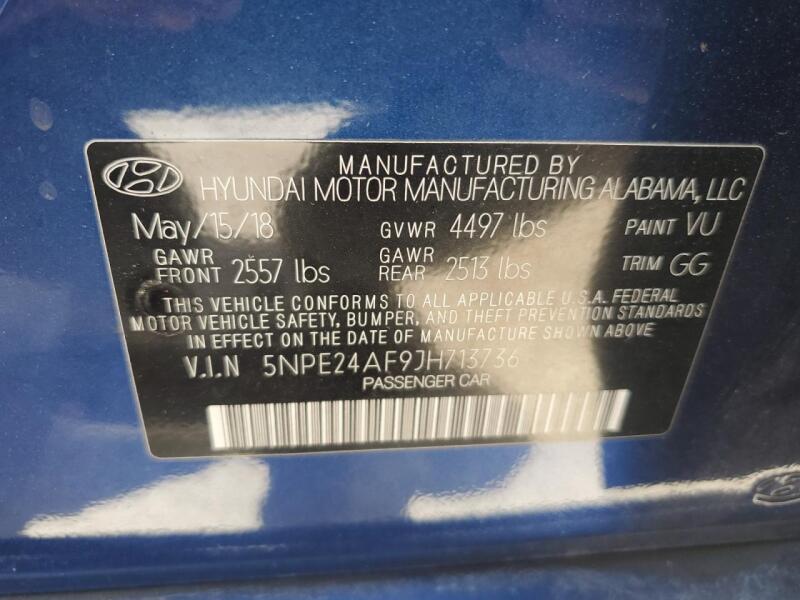 MANUFACTURED BY
HYUNDAI MOTOR MANUFACTURING ALABAMA, LLC
May/15/18 GVWR 4497 lbs PAINT VU
GAWR FRONT 2557 lbs GAWR REAR 2513 lbs TRIM GG
THIS VEHICLE CONFORMS TO ALL APPLICABLE U.S.A. FEDERAL
MOTOR VEHICLE SAFETY, BUMPER, AND THEFT PREVENTION STANDARDS
IN EFFECT ON THE DATE OF MANUFACTURE SHOWN ABOVE
V.I.N 5NPE24AF9JH713736
PASSENGER CAR